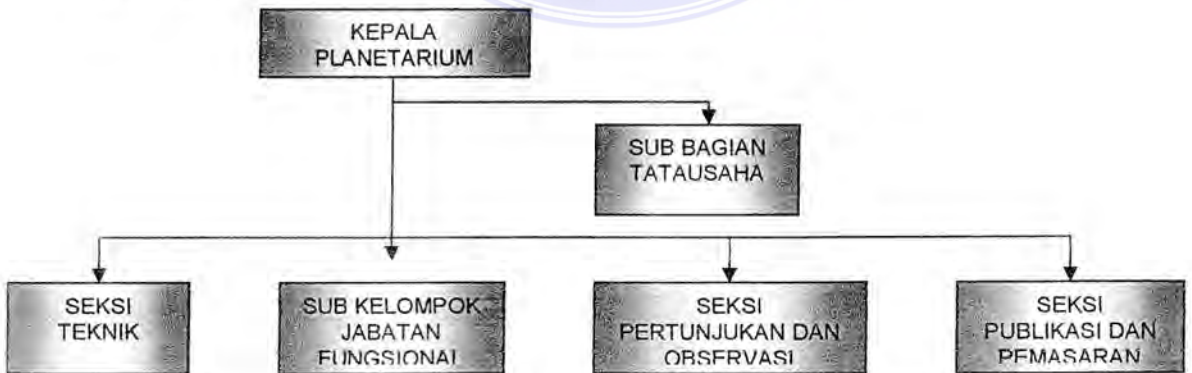 KEPALA
PLANETARIUM
SUB BAGIAN
TATAUSAHA
SEKSI
TEKNIK
SUB KELOMPOK
JABATAN
FUNGSIONAL
SEKSI
PERTUNJUKAN DAN
OBSERVASI
SEKSI
PUBLIKASI DAN
PEMASARAN